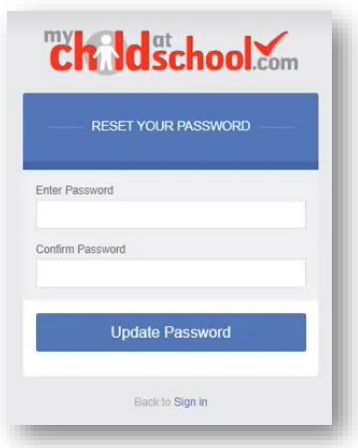 my child at school.com
RESET YOUR PASSWORD
Enter Password
Confirm Password
Update Password
Back to Sign in